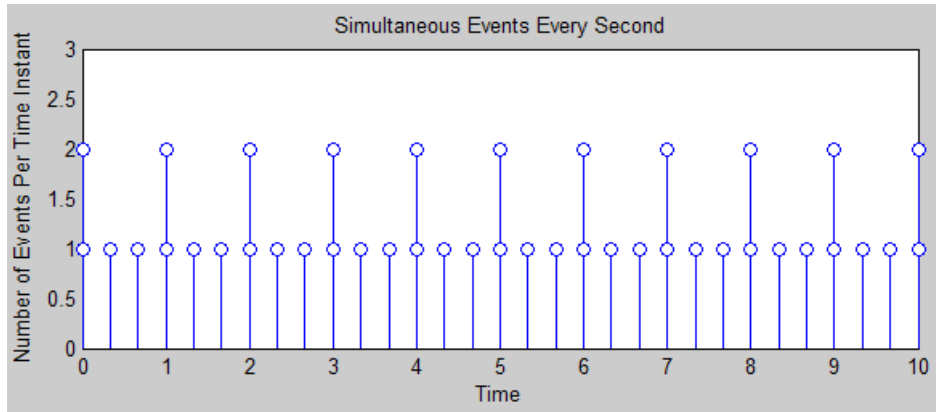 Simultaneous Events Every Second
Number of Events Per Time Instant
3
2.5
2
1.5
1
0.5
0
0 1 2 3 4 5 6 7 8 9 10
Time